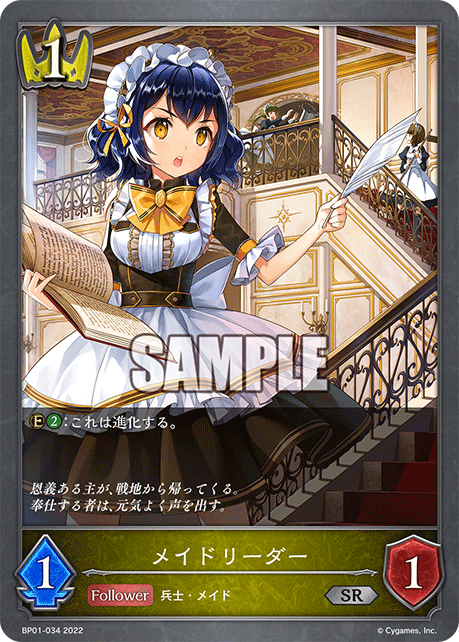 1
SAMPLE
E 2:これは進化する。
恩義ある主が、戦地から帰ってくる。
奉仕する者は、元気よく声を出す。
メイドリーダー
1
Follower 兵士・メイド
SR
1
BP01-034 2022
© Cygames, Inc.